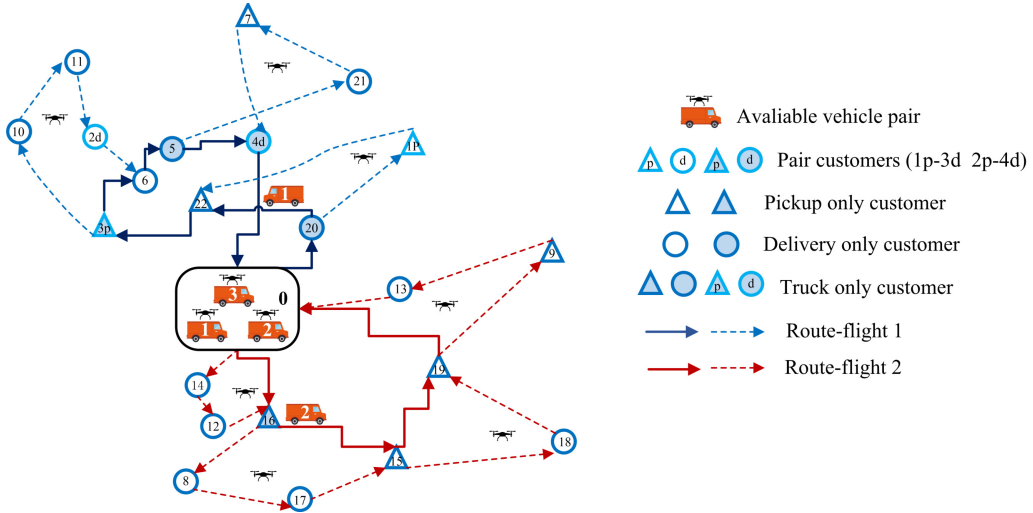 7
11
21
10
2d
5
4d
1P
6
22
1
20
3p
3
0
1
2
9
13
14
19
12
16
2
15
18
8
17
Avaliable vehicle pair
p d p d Pair customers (1p-3d 2p-4d)
Pickup only customer
Delivery only customer
p d Truck only customer
Route-flight 1
Route-flight 2